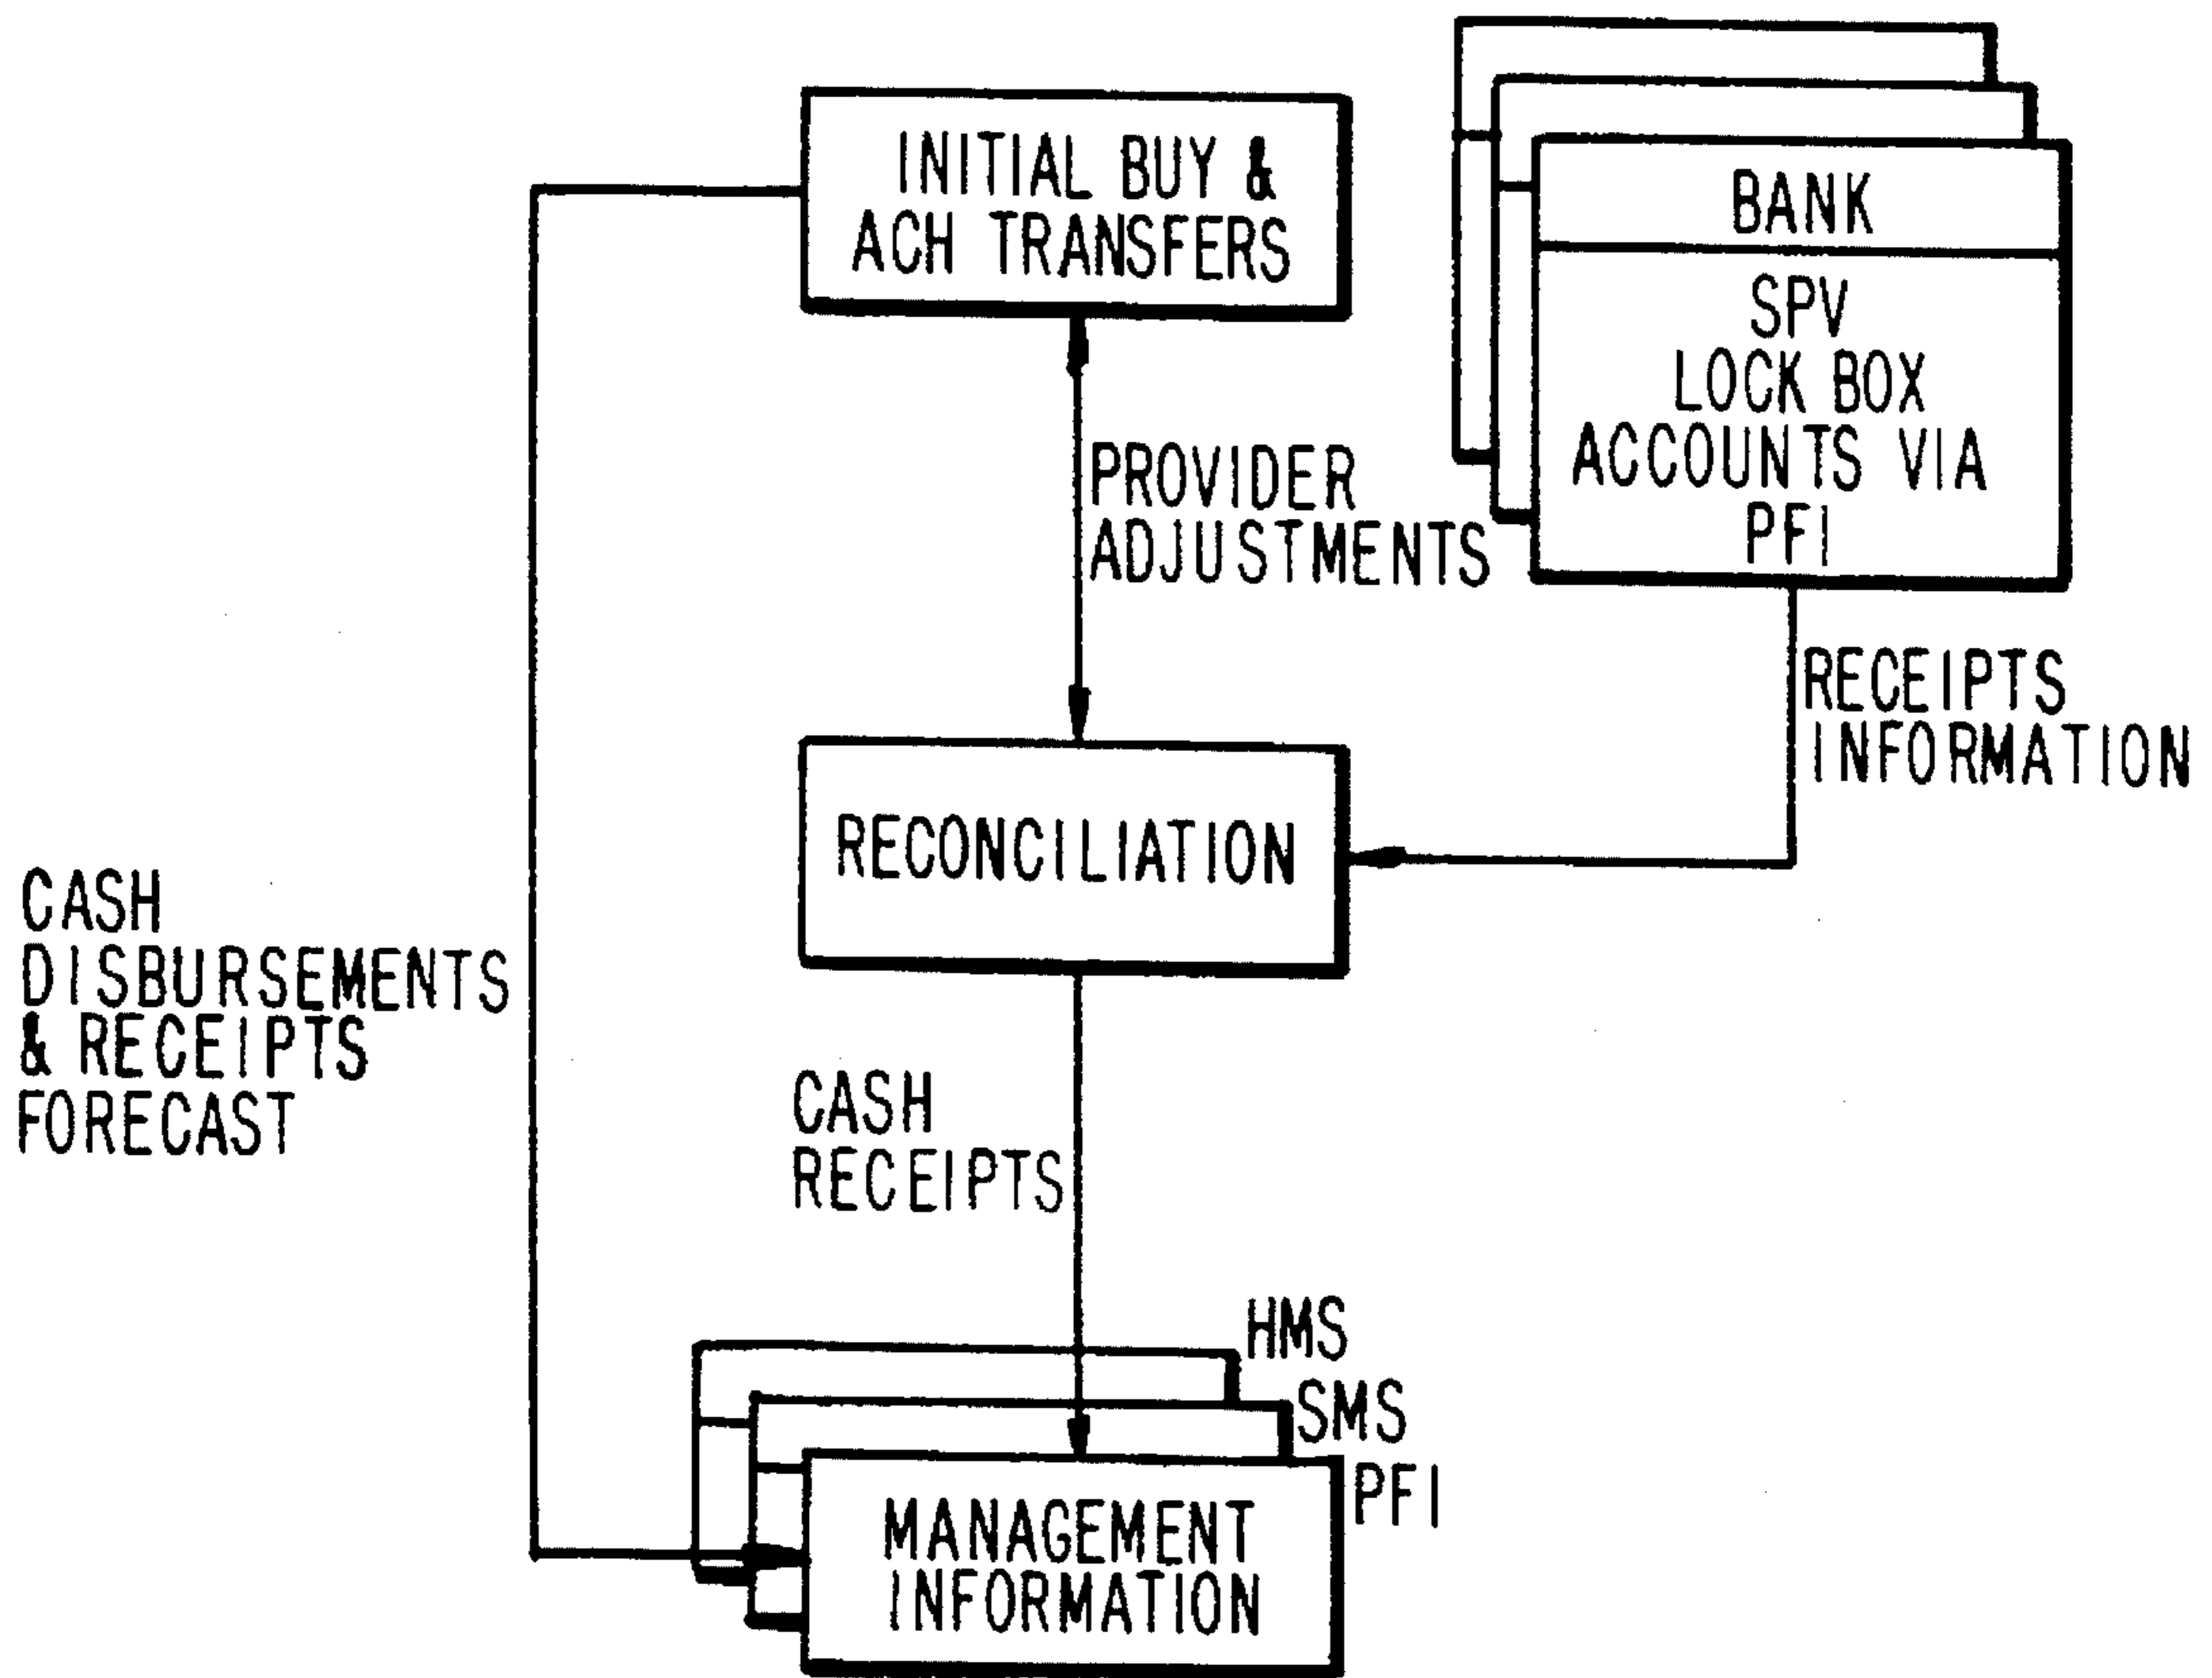 INITIAL BUY &
ACH TRANSFERS
BANK
SPV
LOCK BOX
ACCOUNTS VIA
PFI
PROVIDER
ADJUSTMENTS
RECEIPTS
INFORMATION
RECONCILIATION
CASH
DISBURSEMENTS
& RECEIPTS
FORECAST
CASH
RECEIPTS
HMS
SMS
PFI
MANAGEMENT
INFORMATION